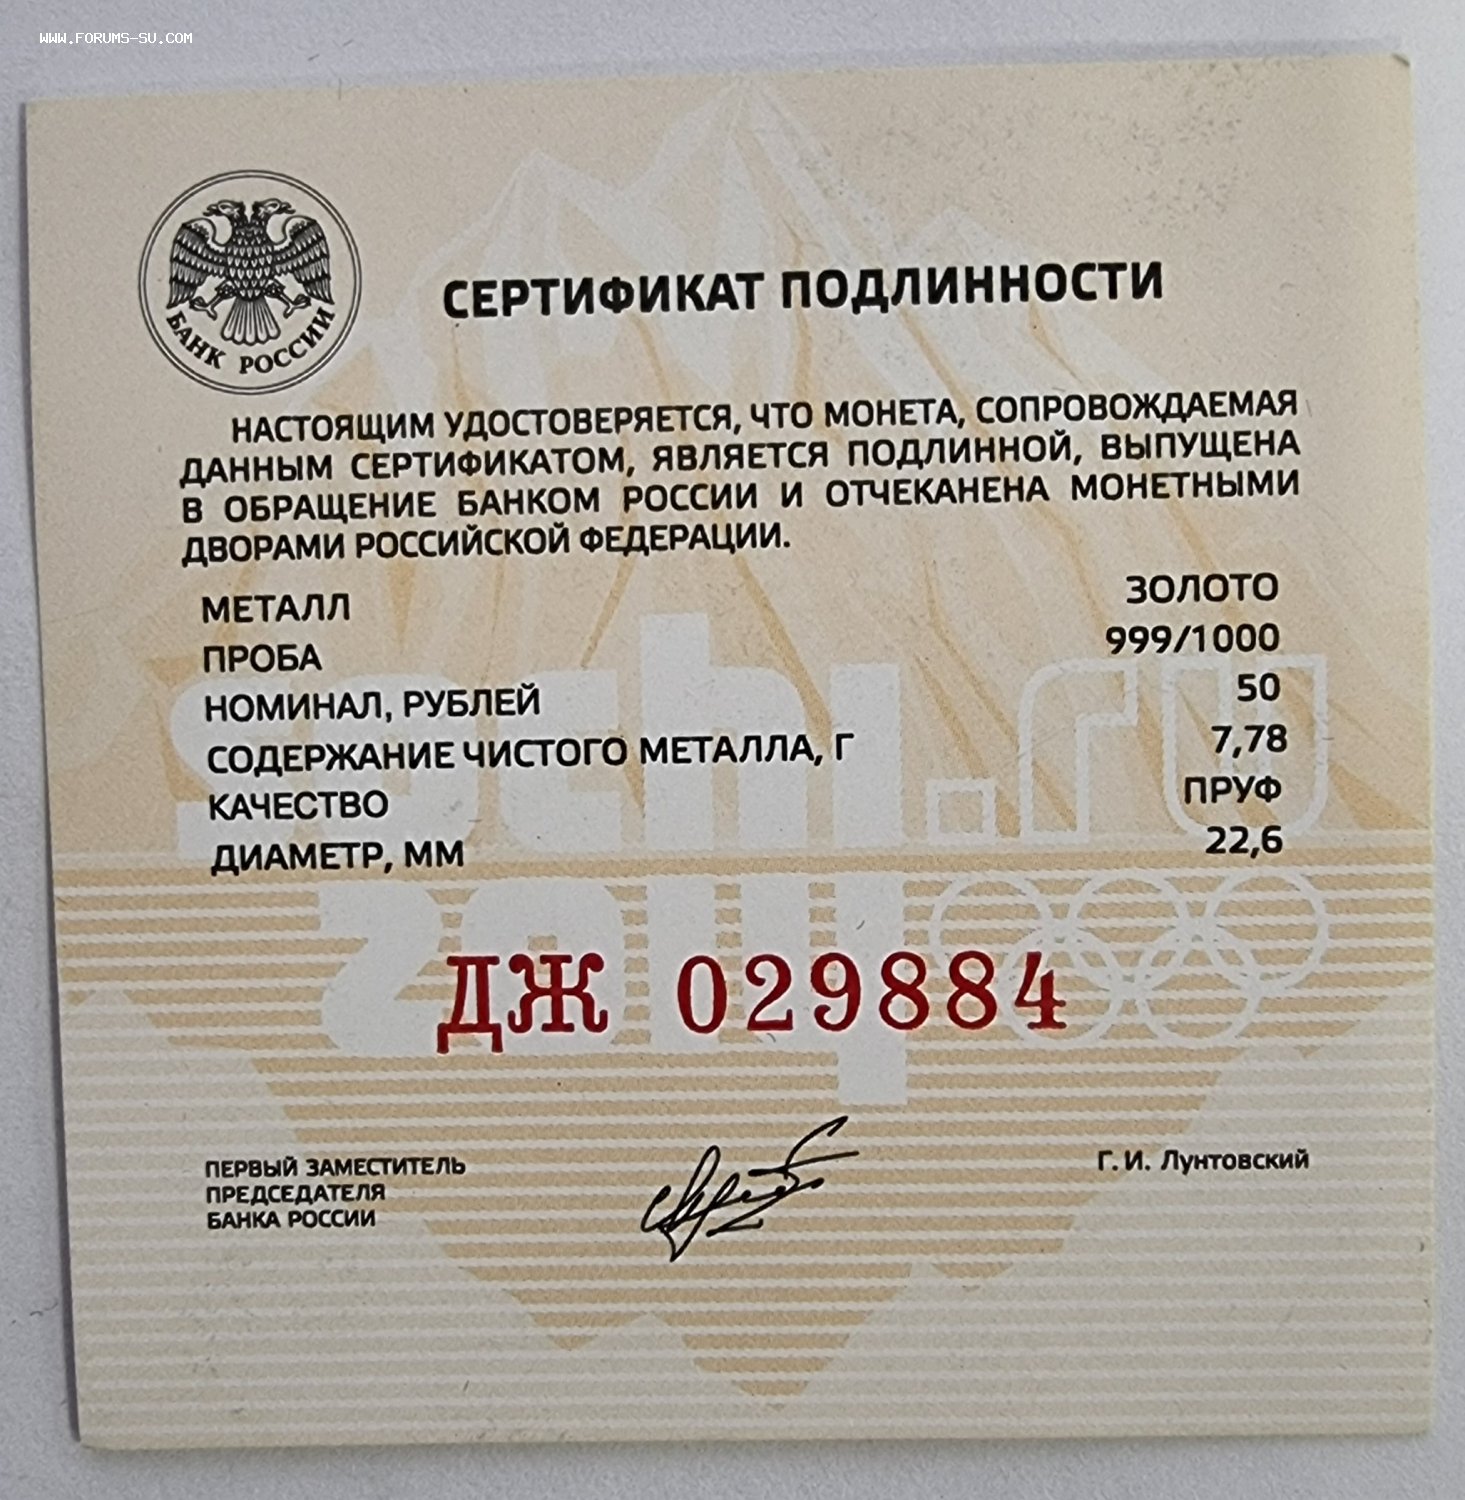 WWW.FORUMS-SU.COM
БАНК РОССИИ
СЕРТИФИКАТ ПОДЛИННОСТИ
НАСТОЯЩИМ УДОСТОВЕРЯЕТСЯ, ЧТО МОНЕТА, СОПРОВОЖДАЕМАЯ
ДАННЫМ СЕРТИФИКАТОМ, ЯВЛЯЕТСЯ ПОДЛИННОЙ, ВЫПУЩЕНА
В ОБРАЩЕНИЕ БАНКОМ РОССИИ И ОТЧЕКАНЕНА МОНЕТНЫМИ
ДВОРАМИ РОССИЙСКОЙ ФЕДЕРАЦИИ.
МЕТАЛЛ ЗОЛОТО
ПРОБА 999/1000
НОМИНАЛ, РУБЛЕЙ 50
СОДЕРЖАНИЕ ЧИСТОГО МЕТАЛЛА, Г 7,78
КАЧЕСТВО ПРУФ
ДИАМЕТР, ММ 22,6
sochi.ru
2014
ДЖ 029884
ПЕРВЫЙ ЗАМЕСТИТЕЛЬ
ПРЕДСЕДАТЕЛЯ
БАНКА РОССИИ
Г. И. Лунтовский